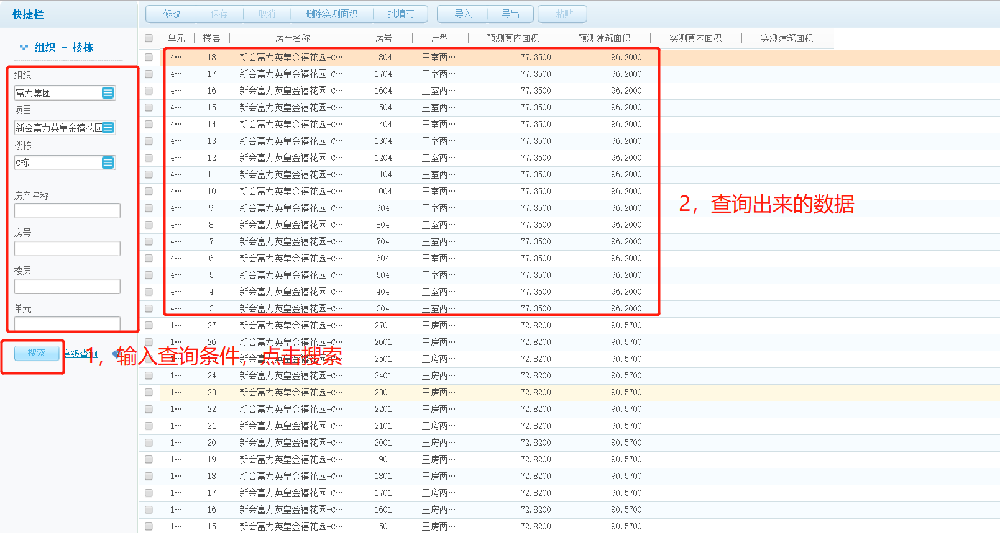 快捷栏
修改 保存 取消 删除实测面积 批填写 导入 导出 粘贴
组织 - 楼栋
组织
富力集团
项目
新会富力英皇金禧花园
楼栋
C栋
房产名称
房号
楼层
单元
搜索 高级查询
单元 楼层 房产名称 房号 户型 预测套内面积 预测建筑面积 实测套内面积 实测建筑面积
4… 18 新会富力英皇金禧花园-C… 1804 三室两… 77.3500 96.2000
4… 17 新会富力英皇金禧花园-C… 1704 三室两… 77.3500 96.2000
4… 16 新会富力英皇金禧花园-C… 1604 三室两… 77.3500 96.2000
4… 15 新会富力英皇金禧花园-C… 1504 三室两… 77.3500 96.2000
4… 14 新会富力英皇金禧花园-C… 1404 三室两… 77.3500 96.2000
4… 13 新会富力英皇金禧花园-C… 1304 三室两… 77.3500 96.2000
4… 12 新会富力英皇金禧花园-C… 1204 三室两… 77.3500 96.2000
4… 11 新会富力英皇金禧花园-C… 1104 三室两… 77.3500 96.2000
4… 10 新会富力英皇金禧花园-C… 1004 三室两… 77.3500 96.2000
4… 9 新会富力英皇金禧花园-C… 904 三室两… 77.3500 96.2000
4… 8 新会富力英皇金禧花园-C… 804 三室两… 77.3500 96.2000
4… 7 新会富力英皇金禧花园-C… 704 三室两… 77.3500 96.2000
4… 6 新会富力英皇金禧花园-C… 604 三室两… 77.3500 96.2000
4… 5 新会富力英皇金禧花园-C… 504 三室两… 77.3500 96.2000
4… 4 新会富力英皇金禧花园-C… 404 三室两… 77.3500 96.2000
4… 3 新会富力英皇金禧花园-C… 304 三室两… 77.3500 96.2000
1… 27 新会富力英皇金禧花园-C… 2701 三房两… 72.8200 90.5700
1… 26 新会富力英皇金禧花园-C… 2601 三房两… 72.8200 90.5700
1… 25 新会富力英皇金禧花园-C… 2501 三房两… 72.8200 90.5700
1… 24 新会富力英皇金禧花园-C… 2401 三房两… 72.8200 90.5700
1… 23 新会富力英皇金禧花园-C… 2301 三房两… 72.8200 90.5700
1… 22 新会富力英皇金禧花园-C… 2201 三房两… 72.8200 90.5700
1… 21 新会富力英皇金禧花园-C… 2101 三房两… 72.8200 90.5700
1… 20 新会富力英皇金禧花园-C… 2001 三房两… 72.8200 90.5700
1… 19 新会富力英皇金禧花园-C… 1901 三房两… 72.8200 90.5700
1… 18 新会富力英皇金禧花园-C… 1801 三房两… 72.8200 90.5700
1… 17 新会富力英皇金禧花园-C… 1701 三房两… 72.8200 90.5700
1… 16 新会富力英皇金禧花园-C… 1601 三房两… 72.8200 90.5700
1… 15 新会富力英皇金禧花园-C… 1501 三房两… 72.8200 90.5700
1，输入查询条件，点击搜索
2，查询出来的数据